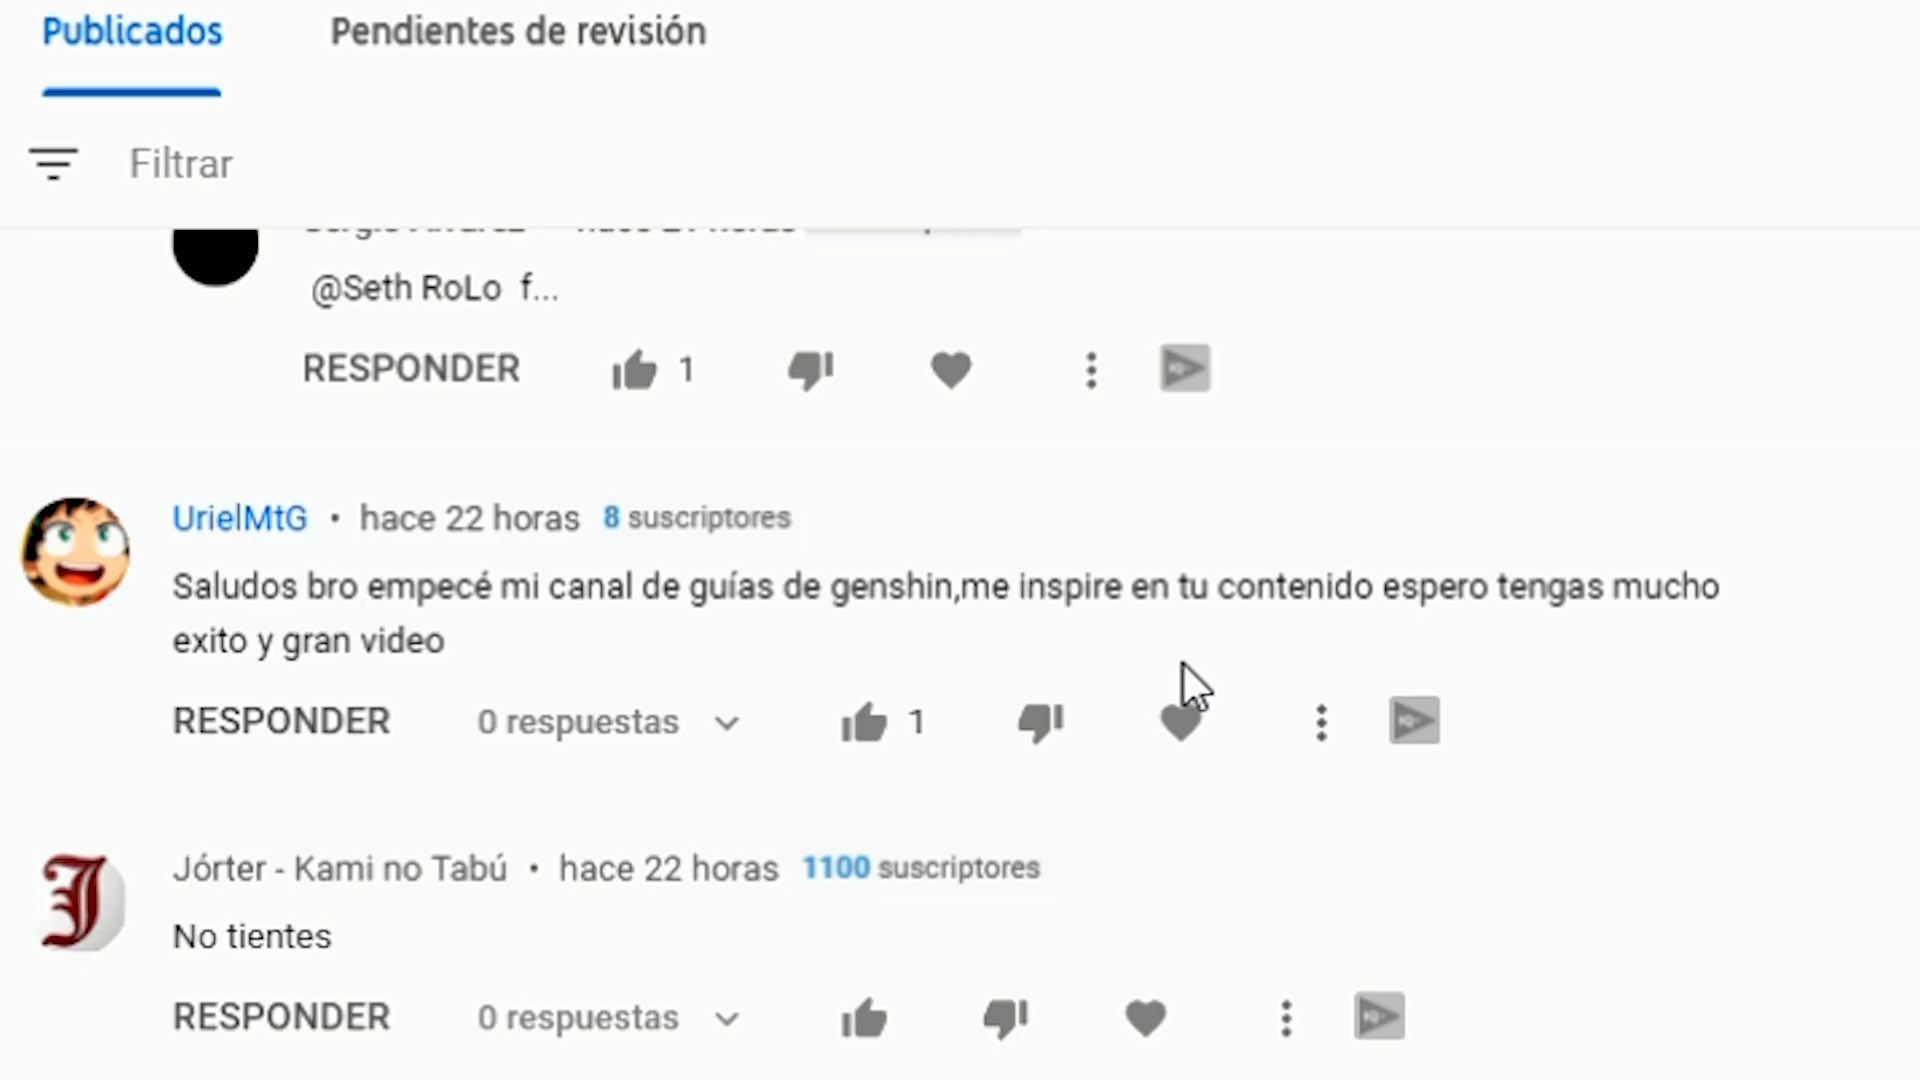 Publicados Pendientes de revisión
Filtrar
@Seth RoLo f...
RESPONDER 1
UrielMtG • hace 22 horas 8 suscriptores
Saludos bro empecé mi canal de guías de genshin,me inspire en tu contenido espero tengas mucho
exito y gran video
RESPONDER 0 respuestas 1
Jórter - Kami no Tabú • hace 22 horas 1100 suscriptores
No tientes
RESPONDER 0 respuestas